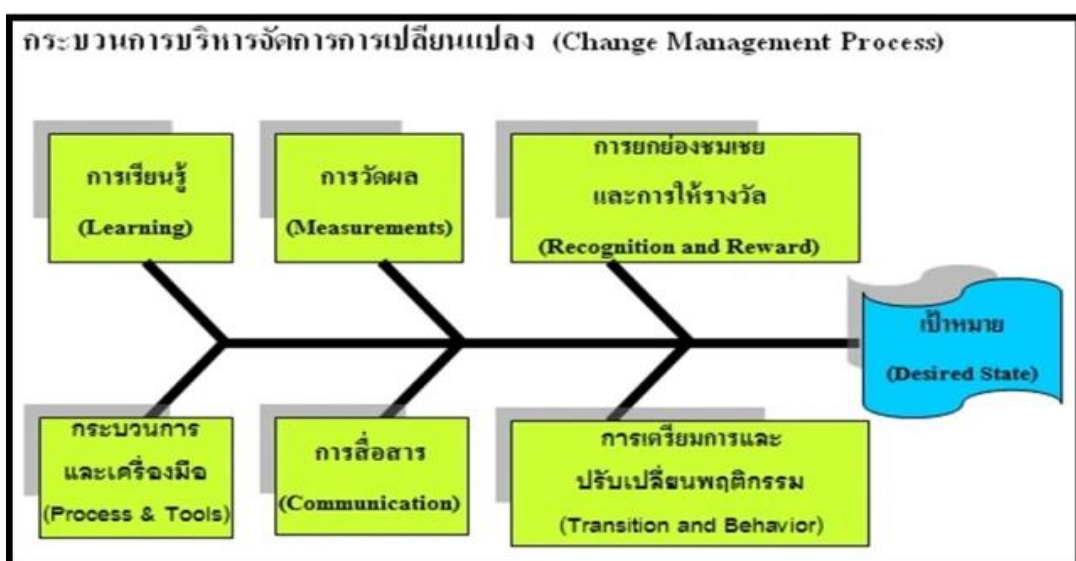 กระบวนการบริหารจัดการการเปลี่ยนแปลง (Change Management Process)
การเรียนรู้
(Learning)
การวัดผล
(Measurements)
การยกย่องชมเชย
และการให้รางวัล
(Recognition and Reward)
เป้าหมาย
(Desired State)
กระบวนการ
และเครื่องมือ
(Process & Tools)
การสื่อสาร
(Communication)
การเตรียมการและ
ปรับเปลี่ยนพฤติกรรม
(Transition and Behavior)